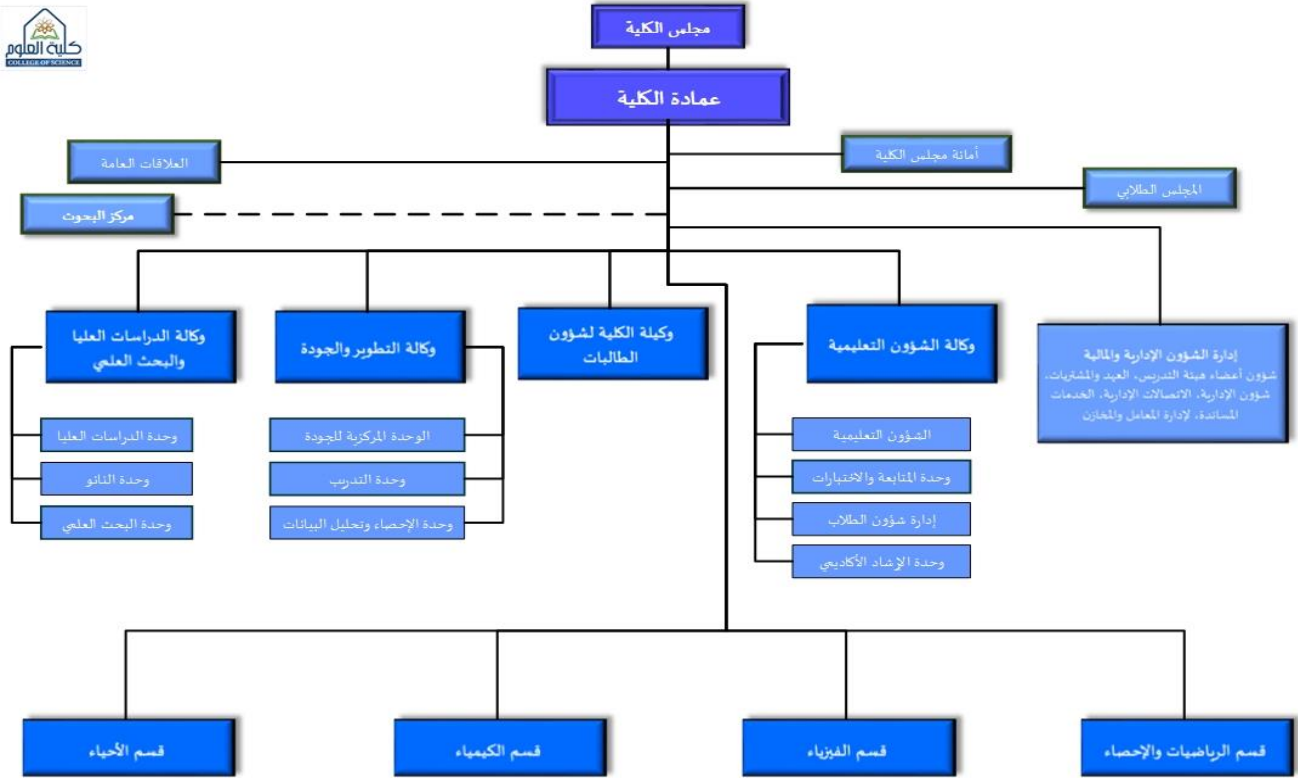 كلية العلوم
COLLEGE OF SCIENCE
مجلس الكلية
عمادة الكلية
أمانة مجلس الكلية
العلاقات العامة
المجلس الطلابي
مركز البحوث
إدارة الشؤون الإدارية والمالية
شؤون أعضاء هيئة التدريس، العهد والمشتريات،
شؤون الإدارية، الاتصالات الإدارية، الخدمات
المساندة، لإدارة المعامل والمخازن
وكالة الشؤون التعليمية
الشؤون التعليمية
وحدة المتابعة والاختبارات
إدارة شؤون الطلاب
وحدة الإرشاد الأكاديمي
وكيلة الكلية لشؤون
الطالبات
وكالة التطوير والجودة
الوحدة المركزية للجودة
وحدة التدريب
وحدة الإحصاء وتحليل البيانات
وكالة الدراسات العليا
والبحث العلمي
وحدة الدراسات العليا
وحدة النانو
وحدة البحث العلمي
قسم الرياضيات والإحصاء
قسم الفيزياء
قسم الكيمياء
قسم الأحياء